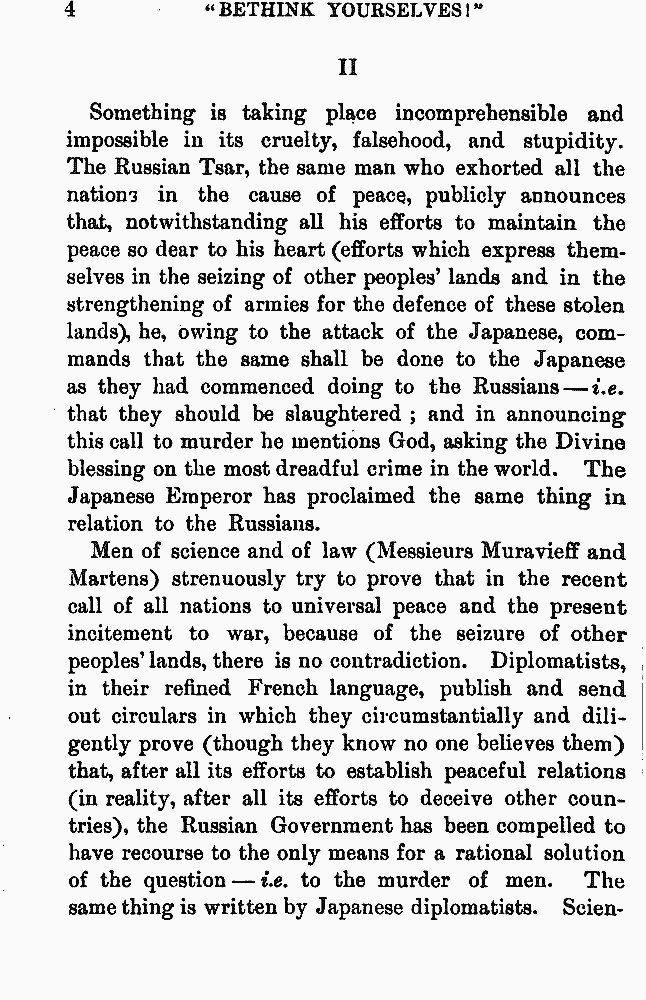 4 "BETHINK YOURSELVES!"
II
Something is taking place incomprehensible and
impossible in its cruelty, falsehood, and stupidity.
The Russian Tsar, the same man who exhorted all the
nations in the cause of peace, publicly announces
that, notwithstanding all his efforts to maintain the
peace so dear to his heart (efforts which express them-
selves in the seizing of other peoples' lands and in the
strengthening of armies for the defence of these stolen
lands), he, owing to the attack of the Japanese, com-
mands that the same shall be done to the Japanese
as they had commenced doing to the Russians—i.e.
that they should be slaughtered ; and in announcing
this call to murder he mentions God, asking the Divine
blessing on the most dreadful crime in the world. The
Japanese Emperor has proclaimed the same thing in
relation to the Russians.
Men of science and of law (Messieurs Muravieff and
Martens) strenuously try to prove that in the recent
call of all nations to universal peace and the present
incitement to war, because of the seizure of other
peoples' lands, there is no contradiction. Diplomatists,
in their refined French language, publish and send
out circulars in which they circumstantially and dili-
gently prove (though they know no one believes them)
that, after all its efforts to establish peaceful relations
(in reality, after all its efforts to deceive other coun-
tries), the Russian Government has been compelled to
have recourse to the only means for a rational solution
of the question — i.e. to the murder of men. The
same thing is written by Japanese diplomatists. Scien-